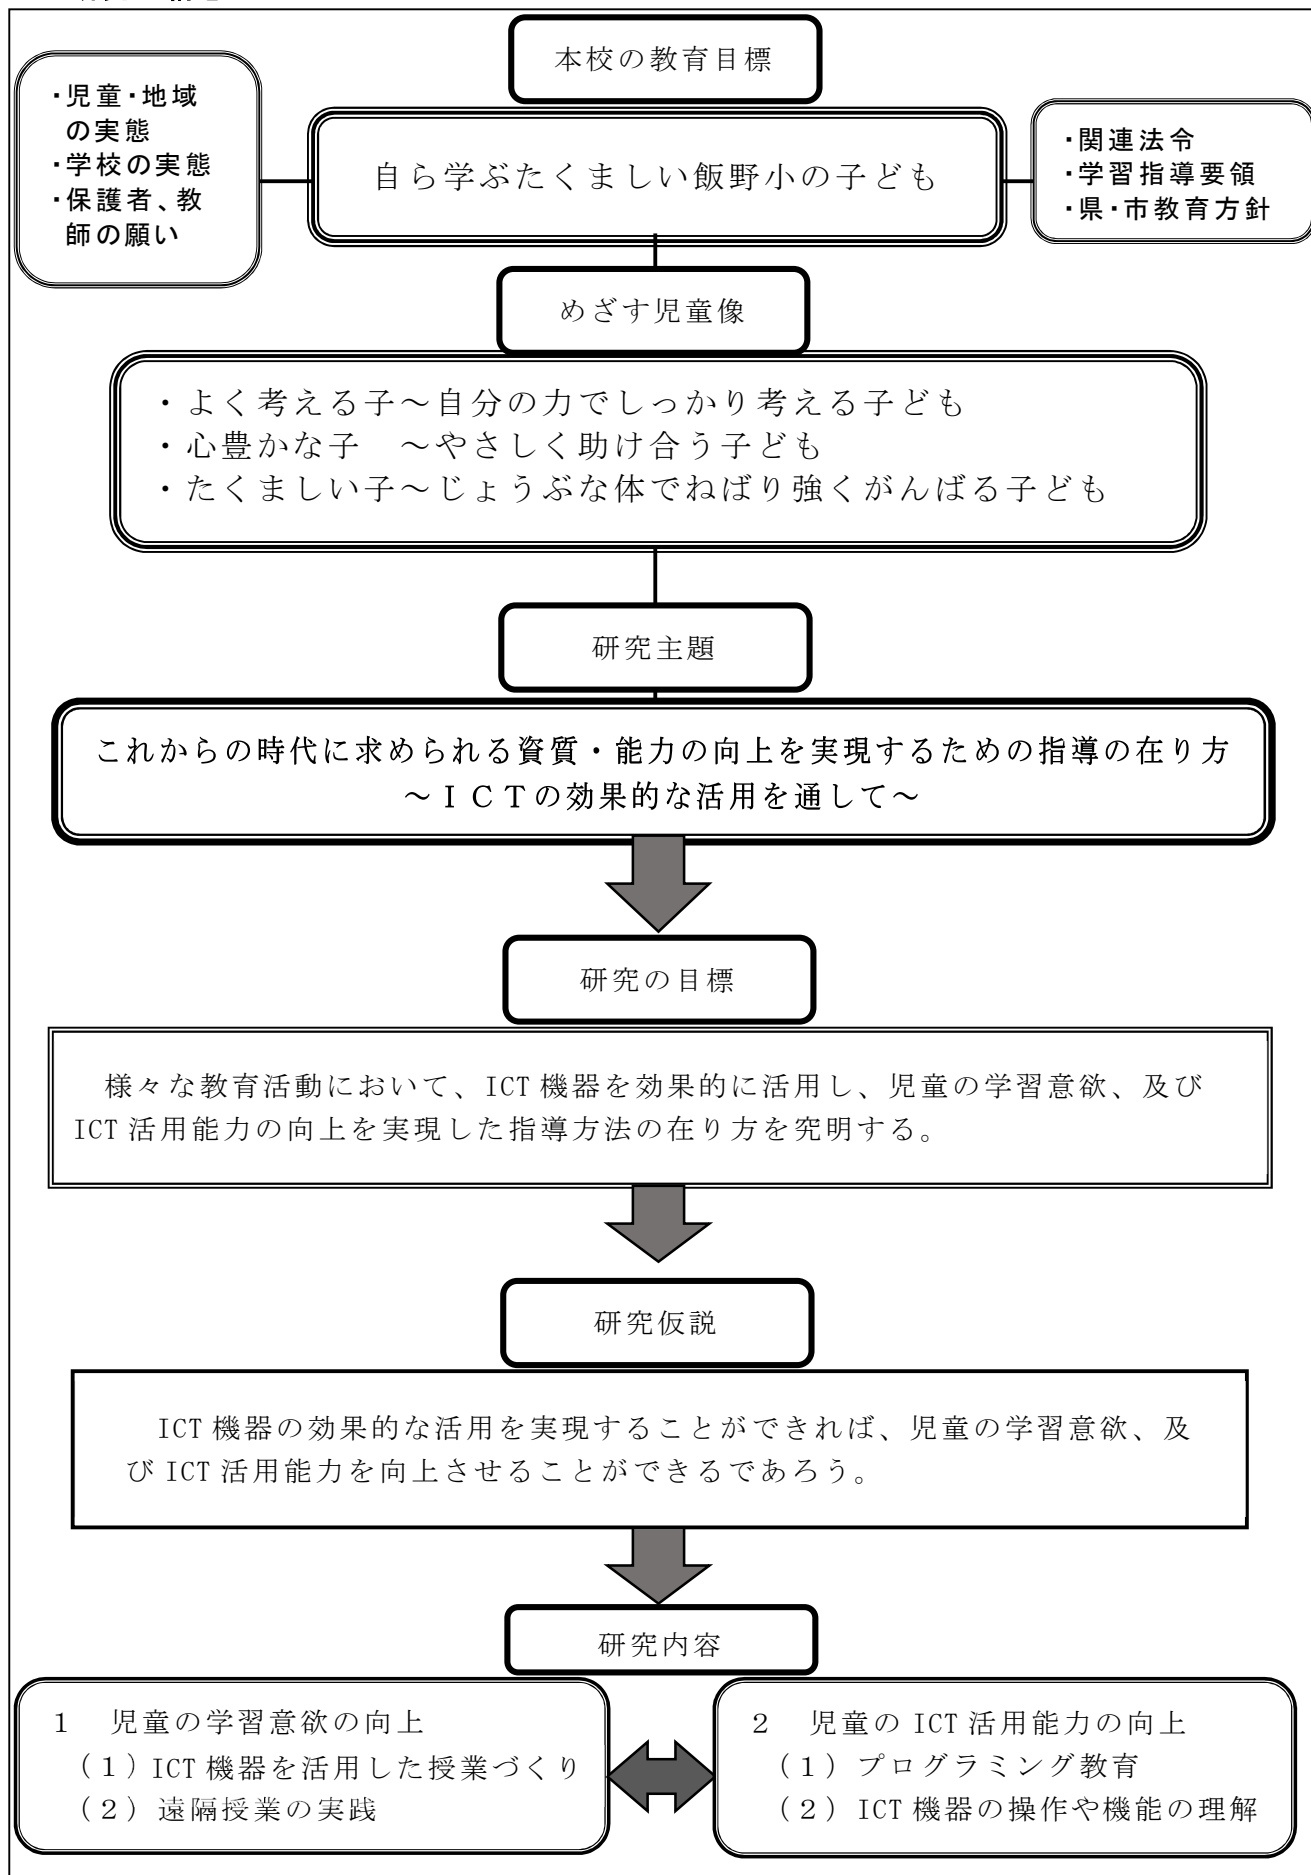 本校の教育目標
・児童・地域
の実態
・学校の実態
・保護者、教
師の願い
自ら学ぶたくましい飯野小の子ども
・関連法令
・学習指導要領
・県・市教育方針
めざす児童像
・よく考える子～自分の力でしっかり考える子ども
・心豊かな子　～やさしく助け合う子ども
・たくましい子～じょうぶな体でねばり強くがんばる子ども
研究主題
これからの時代に求められる資質・能力の向上を実現するための指導の在り方
～ＩＣＴの効果的な活用を通して～
研究の目標
様々な教育活動において、ICT 機器を効果的に活用し、児童の学習意欲、及び
ICT 活用能力の向上を実現した指導方法の在り方を究明する。
研究仮説
ICT 機器の効果的な活用を実現することができれば、児童の学習意欲、及
び ICT 活用能力を向上させることができるであろう。
研究内容
１　児童の学習意欲の向上
（１）ICT 機器を活用した授業づくり
（２）遠隔授業の実践
２　児童の ICT 活用能力の向上
（１）プログラミング教育
（２）ICT 機器の操作や機能の理解